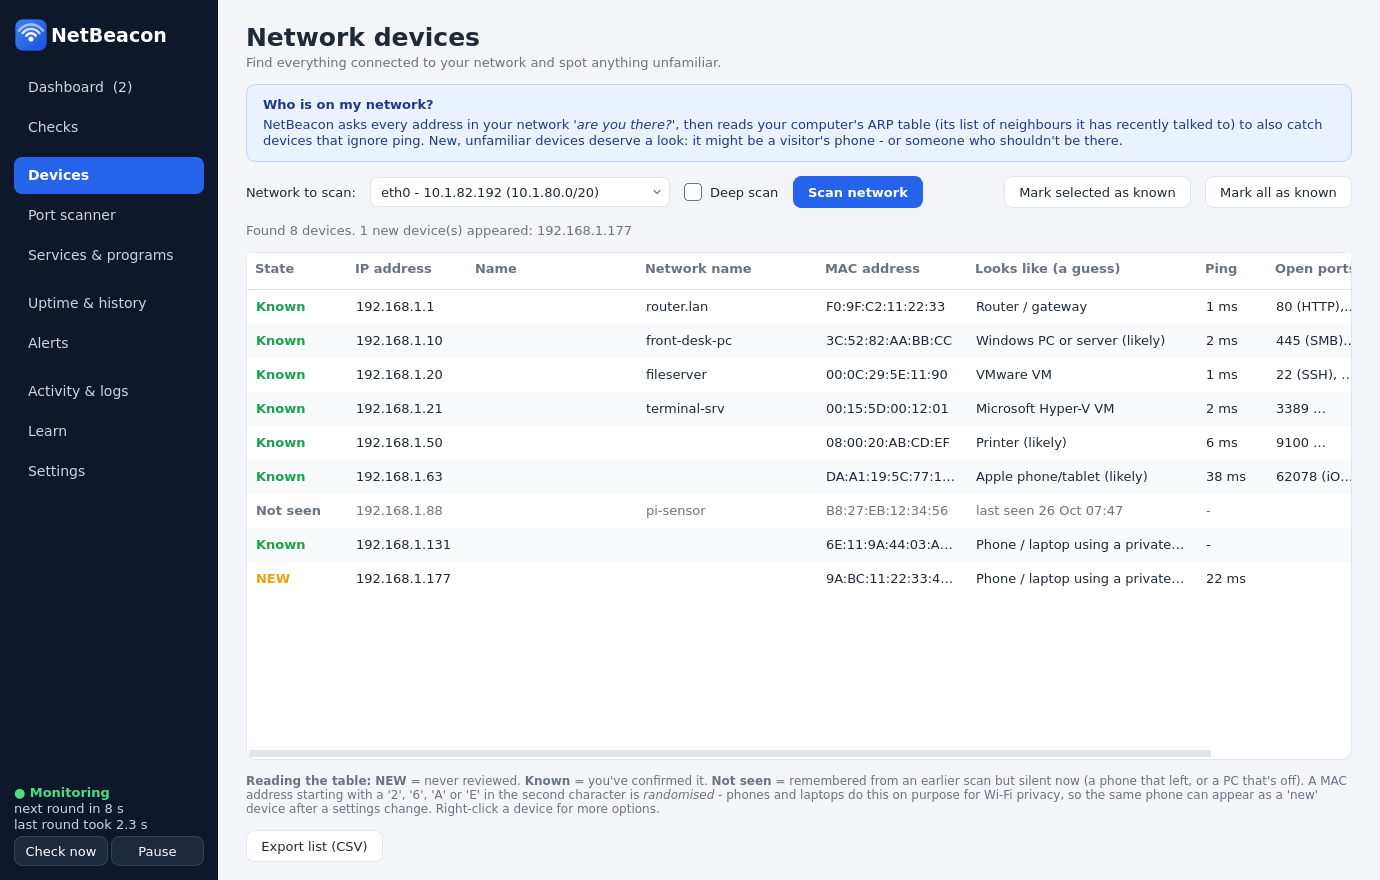 NetBeacon
Dashboard (2)
Checks
Devices
Port scanner
Services & programs
Uptime & history
Alerts
Activity & logs
Learn
Settings
● Monitoring
next round in 8 s
last round took 2.3 s
Check now
Pause
Network devices
Find everything connected to your network and spot anything unfamiliar.
Who is on my network?
NetBeacon asks every address in your network 'are you there?', then reads your computer's ARP table (its list of neighbours it has recently talked to) to also catch
devices that ignore ping. New, unfamiliar devices deserve a look: it might be a visitor's phone - or someone who shouldn't be there.
Network to scan: eth0 - 10.1.82.192 (10.1.80.0/20) Deep scan Scan network Mark selected as known Mark all as known
Found 8 devices. 1 new device(s) appeared: 192.168.1.177
State IP address Name Network name MAC address Looks like (a guess) Ping Open ports
Known 192.168.1.1 router.lan F0:9F:C2:11:22:33 Router / gateway 1 ms 80 (HTTP),…
Known 192.168.1.10 front-desk-pc 3C:52:82:AA:BB:CC Windows PC or server (likely) 2 ms 445 (SMB)…
Known 192.168.1.20 fileserver 00:0C:29:5E:11:90 VMware VM 1 ms 22 (SSH), …
Known 192.168.1.21 terminal-srv 00:15:5D:00:12:01 Microsoft Hyper-V VM 2 ms 3389 …
Known 192.168.1.50 08:00:20:AB:CD:EF Printer (likely) 6 ms 9100 …
Known 192.168.1.63 DA:A1:19:5C:77:1… Apple phone/tablet (likely) 38 ms 62078 (iO…
Not seen 192.168.1.88 pi-sensor B8:27:EB:12:34:56 last seen 26 Oct 07:47 -
Known 192.168.1.131 6E:11:9A:44:03:A… Phone / laptop using a private… -
NEW 192.168.1.177 9A:BC:11:22:33:4… Phone / laptop using a private… 22 ms
Reading the table: NEW = never reviewed. Known = you've confirmed it. Not seen = remembered from an earlier scan but silent now (a phone that left, or a PC that's off). A MAC
address starting with a '2', '6', 'A' or 'E' in the second character is randomised - phones and laptops do this on purpose for Wi-Fi privacy, so the same phone can appear as a 'new'
device after a settings change. Right-click a device for more options.
Export list (CSV)